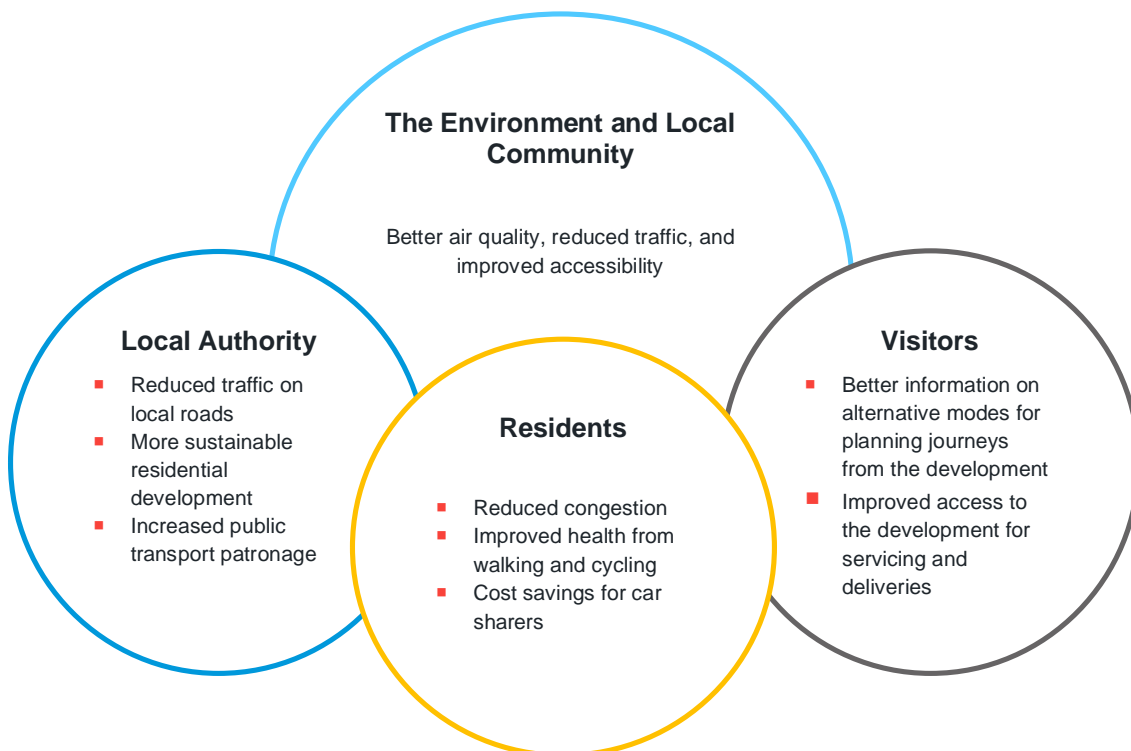 The Environment and Local
Community
Better air quality, reduced traffic, and
improved accessibility
Local Authority
Reduced traffic on
local roads
More sustainable
residential
development
Increased public
transport patronage
Residents
Reduced congestion
Improved health from
walking and cycling
Cost savings for car
sharers
Visitors
Better information on
alternative modes for
planning journeys
from the development
Improved access to
the development for
servicing and
deliveries